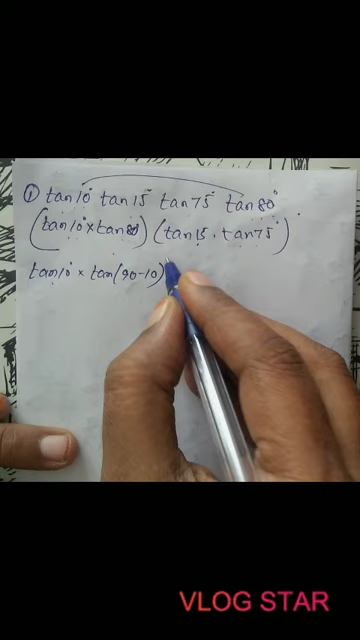 ① tan10° tan15° tan75° tan80°
(tan10° × tan80) (tan15 . tan75°)
tan10° × tan(90-10)
VLOG STAR